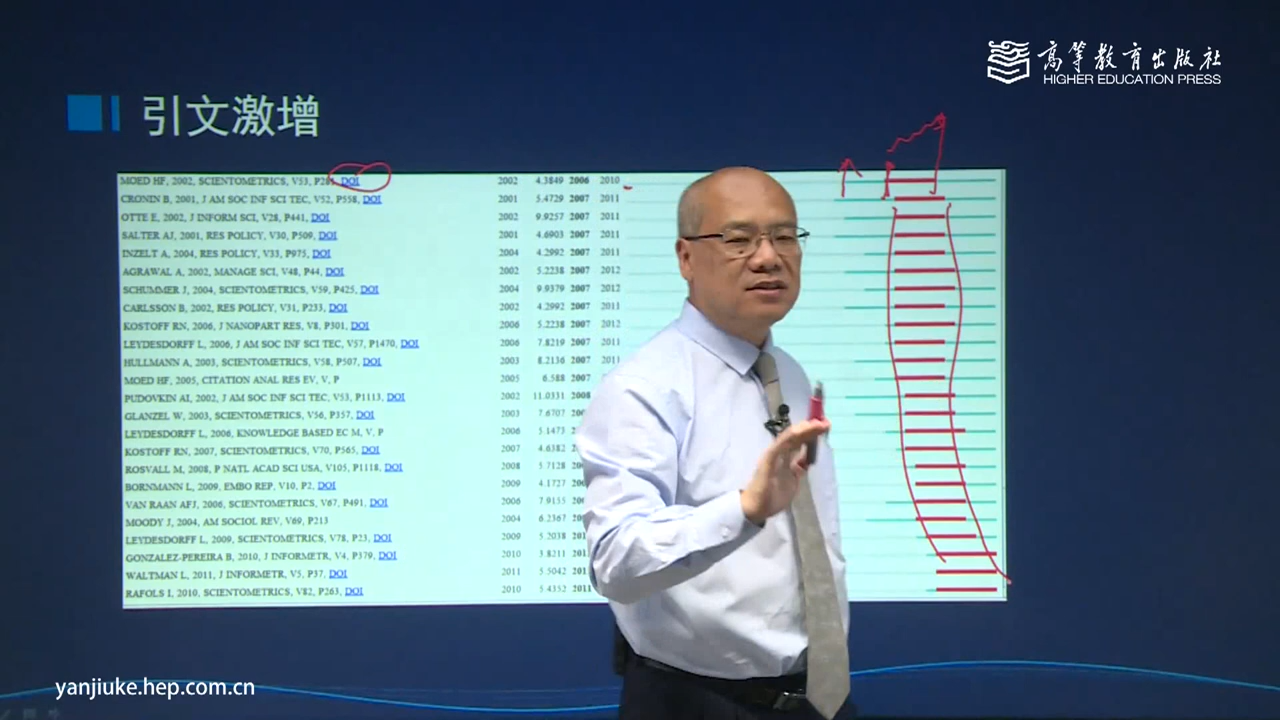 高等教育出版社
HIGHER EDUCATION PRESS
引文激增
MOED HF, 2002, SCIENTOMETRICS, V53, DOI 2002 4.3849 2006 2010
CRONIN B, 2001, J AM SOC INF SCI TEC, V52, P558, DOI 2001 5.4729 2007 2011
OTTE E, 2002, J INFORM SCI, V28, P441, DOI 2002 9.9257 2007 2011
SALTER AJ, 2001, RES POLICY, V30, P509, DOI 2001 4.6903 2007 2011
INZELT A, 2004, RES POLICY, V33, P975, DOI 2004 4.2992 2007 2011
AGRAWAL A, 2002, MANAGE SCI, V48, P44, DOI 2002 5.2238 2007 2012
SCHUMMER J, 2004, SCIENTOMETRICS, V59, P425, DOI 2004 9.9379 2007 2012
CARLSSON B, 2002, RES POLICY, V31, P233, DOI 2002 4.2992 2007 2011
KOSTOFF RN, 2006, J NANOPART RES, V8, P301, DOI 2006 5.2238 2007 2012
LEYDESDORFF L, 2006, J AM SOC INF SCI TEC, V57, P1470, DOI 2006 7.8219 2007 2011
HULLMANN A, 2003, SCIENTOMETRICS, V58, P507, DOI 2003 8.2136 2007 2011
MOED HF, 2005, CITATION ANAL RES EV, V, P 2005 6.588 2007
PUDOVKIN AI, 2002, J AM SOC INF SCI TEC, V53, P1113, DOI 2002 11.0331 2008
GLANZEL W, 2003, SCIENTOMETRICS, V56, P357, DOI 2003 7.6707
LEYDESDORFF L, 2006, KNOWLEDGE BASED EC M, V, P 2006 5.1473
KOSTOFF RN, 2007, SCIENTOMETRICS, V70, P565, DOI 2007 4.6382
ROSVALL M, 2008, P NATL ACAD SCI USA, V105, P1118, DOI 2008 5.7128
BORNMANN L, 2009, EMBO REP, V10, P2, DOI 2009 4.1727
VAN RAAN AFJ, 2006, SCIENTOMETRICS, V67, P491, DOI 2006 7.9155
MOODY J, 2004, AM SOCIOL REV, V69, P213 2004 6.2367
LEYDESDORFF L, 2009, SCIENTOMETRICS, V78, P23, DOI 2009 5.2038
GONZALEZ-PEREIRA B, 2010, J INFORMETR, V4, P379, DOI 2010 3.8211
WALTMAN L, 2011, J INFORMETR, V5, P37, DOI 2011 5.5042
RAFOLS I, 2010, SCIENTOMETRICS, V82, P263, DOI 2010 5.4352 2011
yanjiuke.hep.com.cn